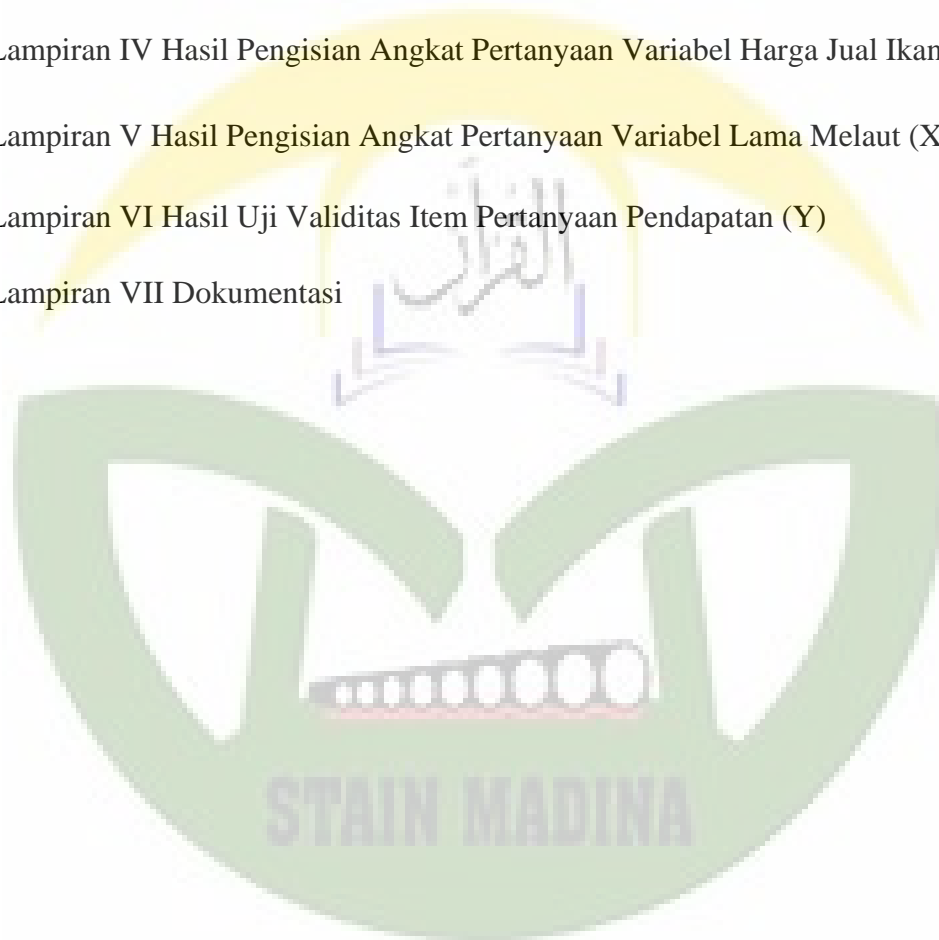 Lampiran IV Hasil Pengisian Angkat Pertanyaan Variabel Harga Jual Ikan
Lampiran V Hasil Pengisian Angkat Pertanyaan Variabel Lama Melaut (X
Lampiran VI Hasil Uji Validitas Item Pertanyaan Pendapatan (Y)
القرآن
Lampiran VII Dokumentasi
STAIN MADINA